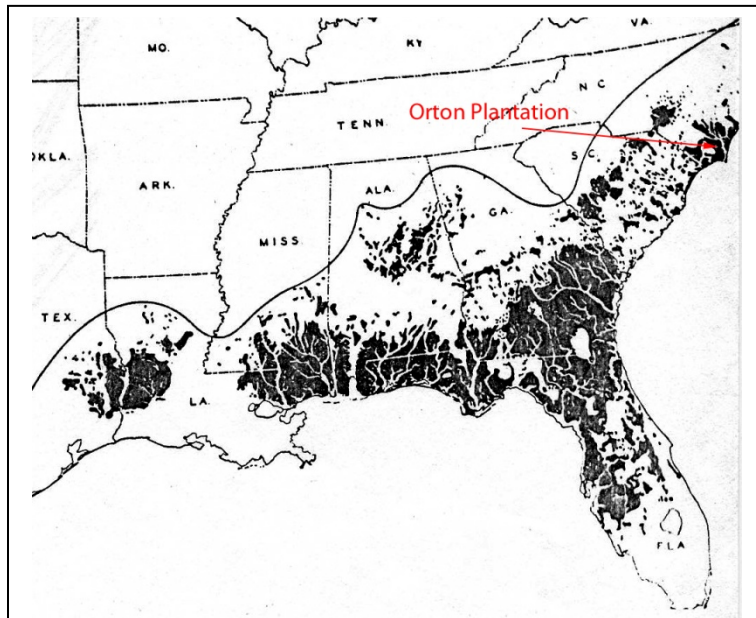 VA.
MO.
KY
N C
Orton Plantation
TENN.
OKLA.
S C.
ARK.
ALA.
GA.
MISS.
TEX.
LA.
FLA